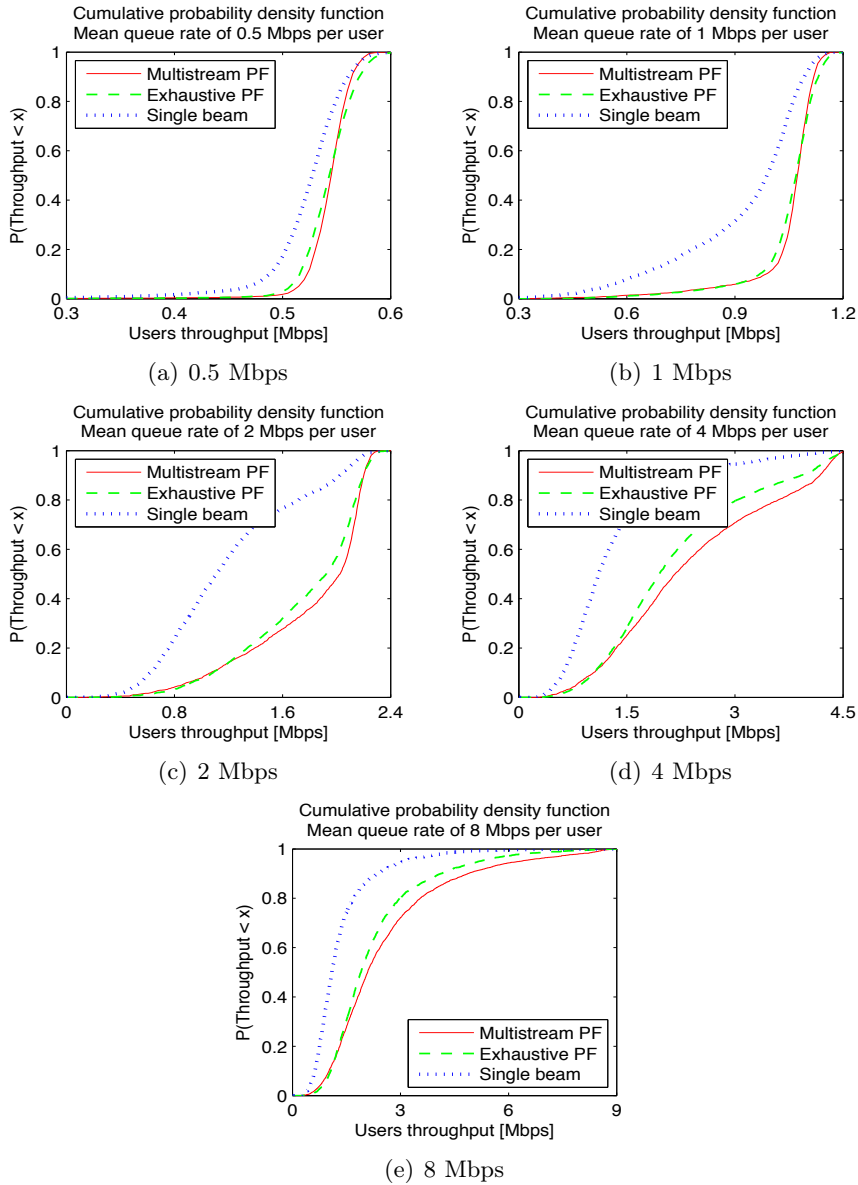 Cumulative probability density function
Mean queue rate of 0.5 Mbps per user
P(Throughput < x)
1
0.8
0.6
0.4
0.2
0
Multistream PF
Exhaustive PF
Single beam
0.3 0.4 0.5 0.6
Users throughput [Mbps]
(a) 0.5 Mbps
Cumulative probability density function
Mean queue rate of 1 Mbps per user
P(Throughput < x)
1
0.8
0.6
0.4
0.2
0
Multistream PF
Exhaustive PF
Single beam
0.3 0.6 0.9 1.2
Users throughput [Mbps]
(b) 1 Mbps
Cumulative probability density function
Mean queue rate of 2 Mbps per user
P(Throughput < x)
1
0.8
0.6
0.4
0.2
0
Multistream PF
Exhaustive PF
Single beam
0 0.8 1.6 2.4
Users throughput [Mbps]
(c) 2 Mbps
Cumulative probability density function
Mean queue rate of 4 Mbps per user
P(Throughput < x)
1
0.8
0.6
0.4
0.2
0
Multistream PF
Exhaustive PF
Single beam
0 1.5 3 4.5
Users throughput [Mbps]
(d) 4 Mbps
Cumulative probability density function
Mean queue rate of 8 Mbps per user
P(Throughput < x)
1
0.8
0.6
0.4
0.2
0
Multistream PF
Exhaustive PF
Single beam
0 3 6 9
Users throughput [Mbps]
(e) 8 Mbps